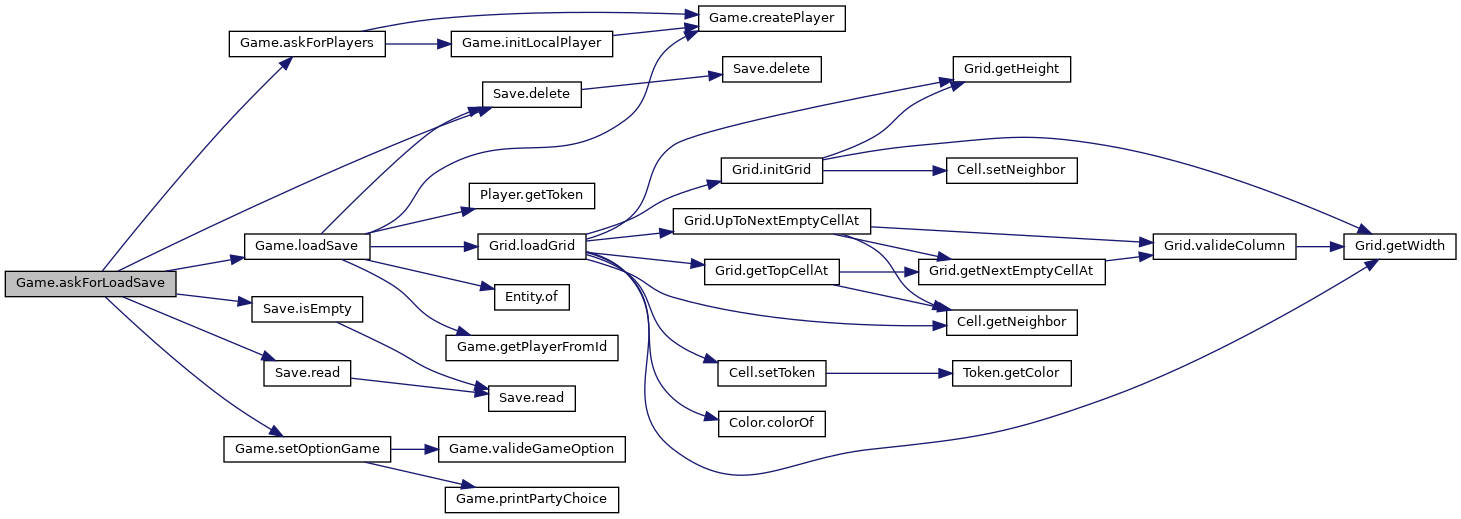 Game.askForLoadSave
Game.askForPlayers
Game.initLocalPlayer
Game.createPlayer
Save.delete
Save.delete
Game.loadSave
Player.getToken
Grid.loadGrid
Entity.of
Game.getPlayerFromId
Grid.getHeight
Grid.initGrid
Cell.setNeighbor
Grid.UpToNextEmptyCellAt
Grid.getTopCellAt
Grid.getNextEmptyCellAt
Grid.valideColumn
Grid.getWidth
Cell.getNeighbor
Cell.setToken
Token.getColor
Color.colorOf
Save.isEmpty
Save.read
Save.read
Game.setOptionGame
Game.valideGameOption
Game.printPartyChoice